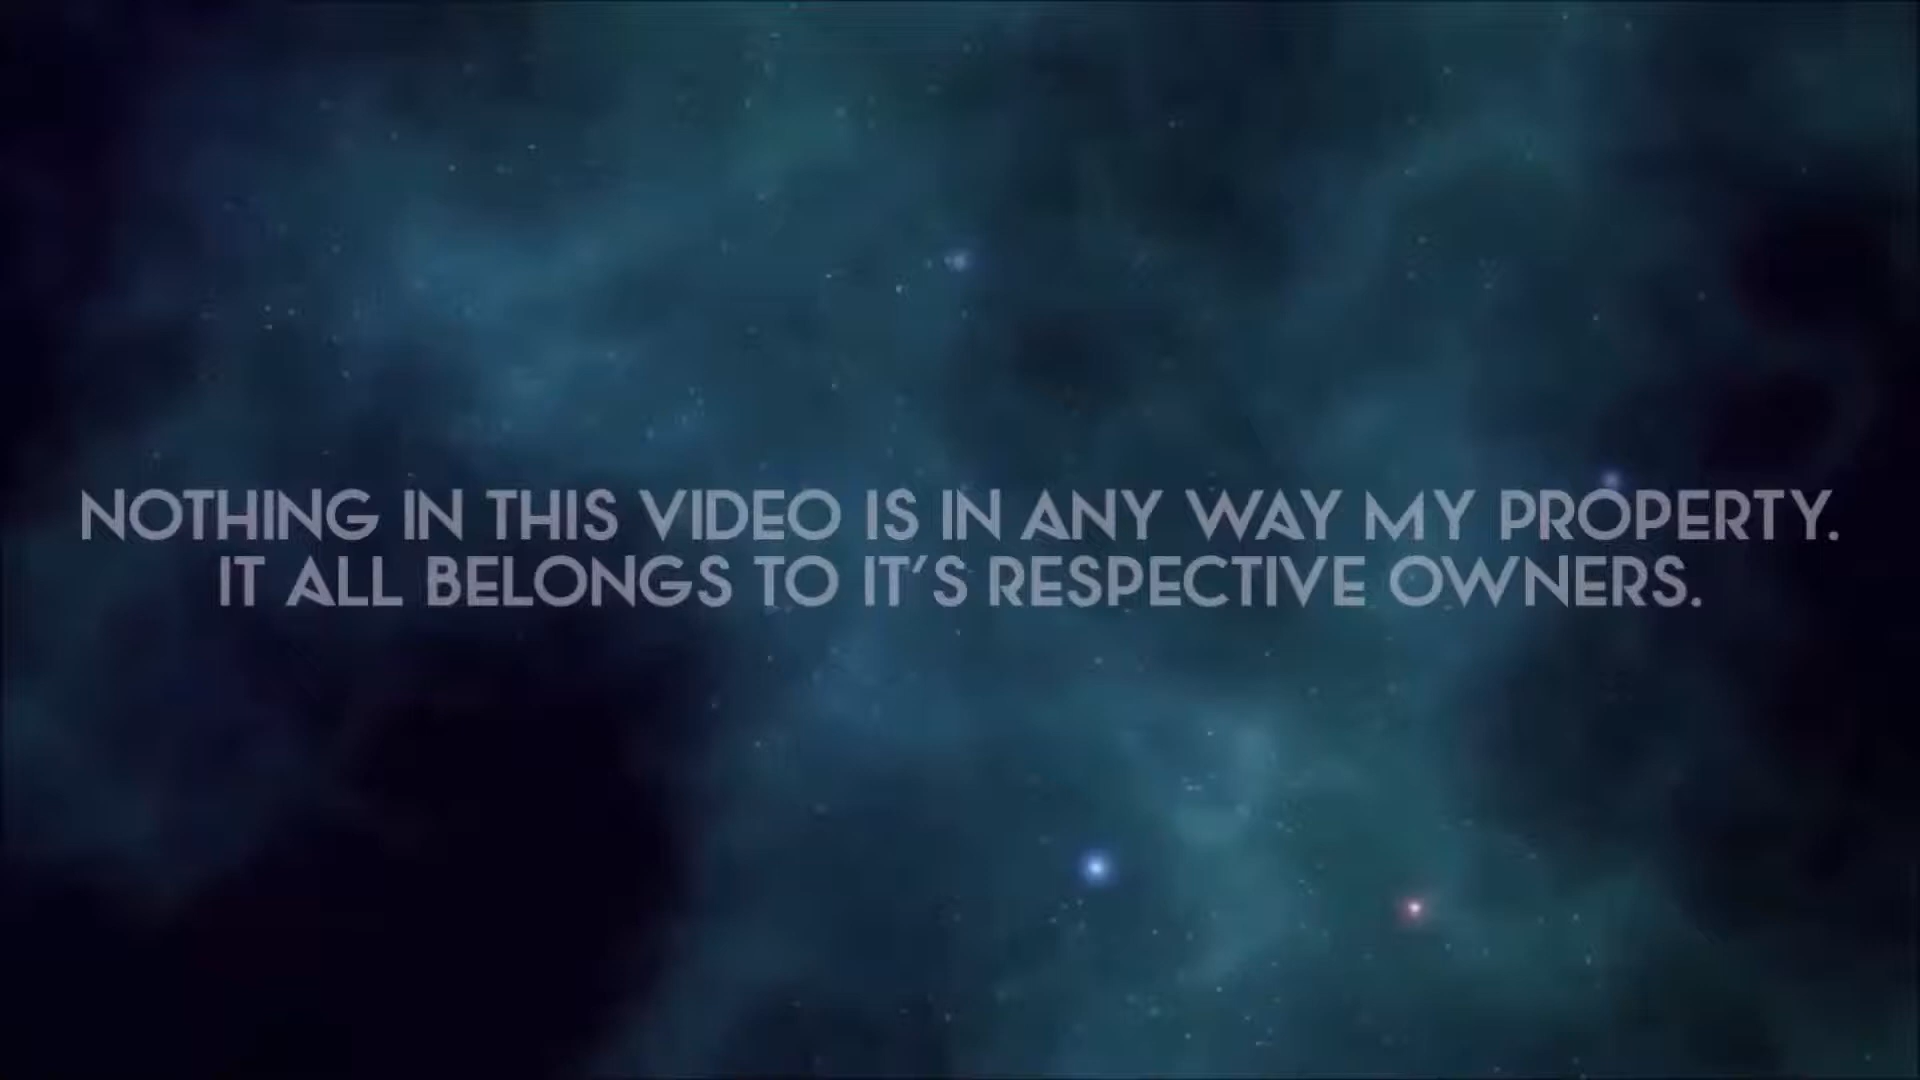 NOTHING IN THIS VIDEO IS IN ANY WAY MY PROPERTY.
IT ALL BELONGS TO IT'S RESPECTIVE OWNERS.